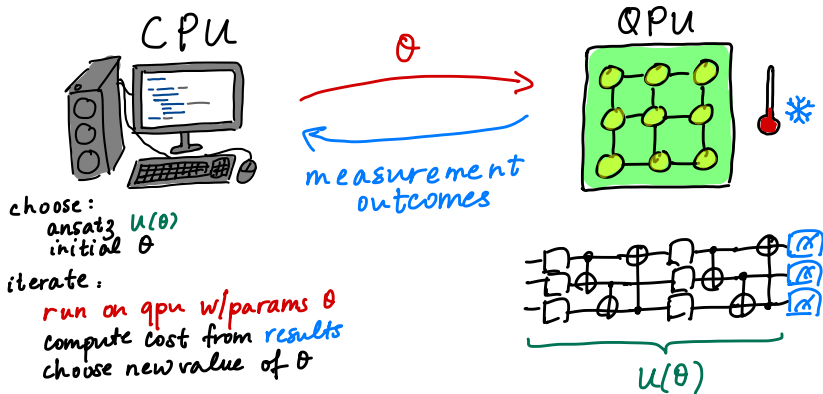 CPU
θ
QPU
measurement
outcomes
choose:
ansatz U(θ)
initial θ
iterate:
run on qpu w/params θ
compute cost from results
choose new value of θ
U(θ)